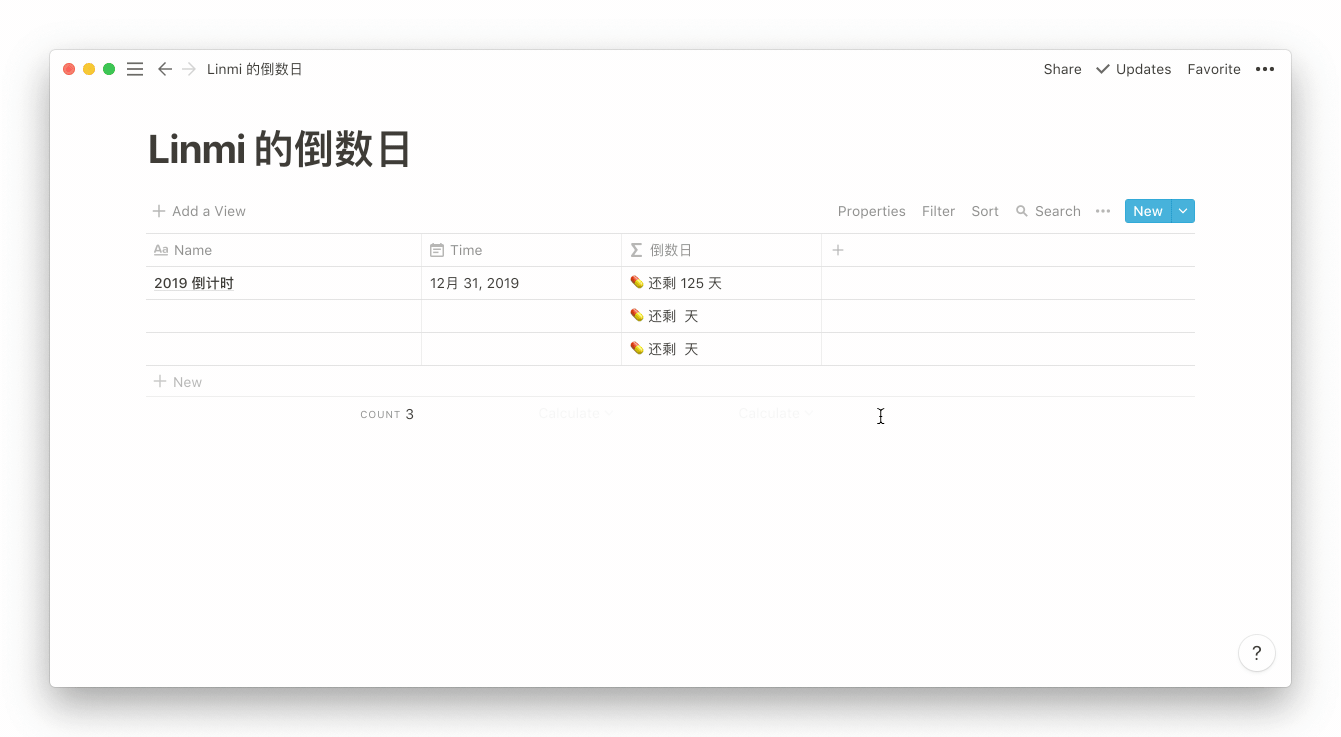 Linmi 的倒数日 Share Updates Favorite •••
Linmi 的倒数日
Add a View Properties Filter Sort Search ••• New
Aa Name Time Σ 倒数日
2019 倒计时 12月 31, 2019 💊 还剩 125 天
💊 还剩 天
💊 还剩 天
New
COUNT 3 Calculate Calculate
?